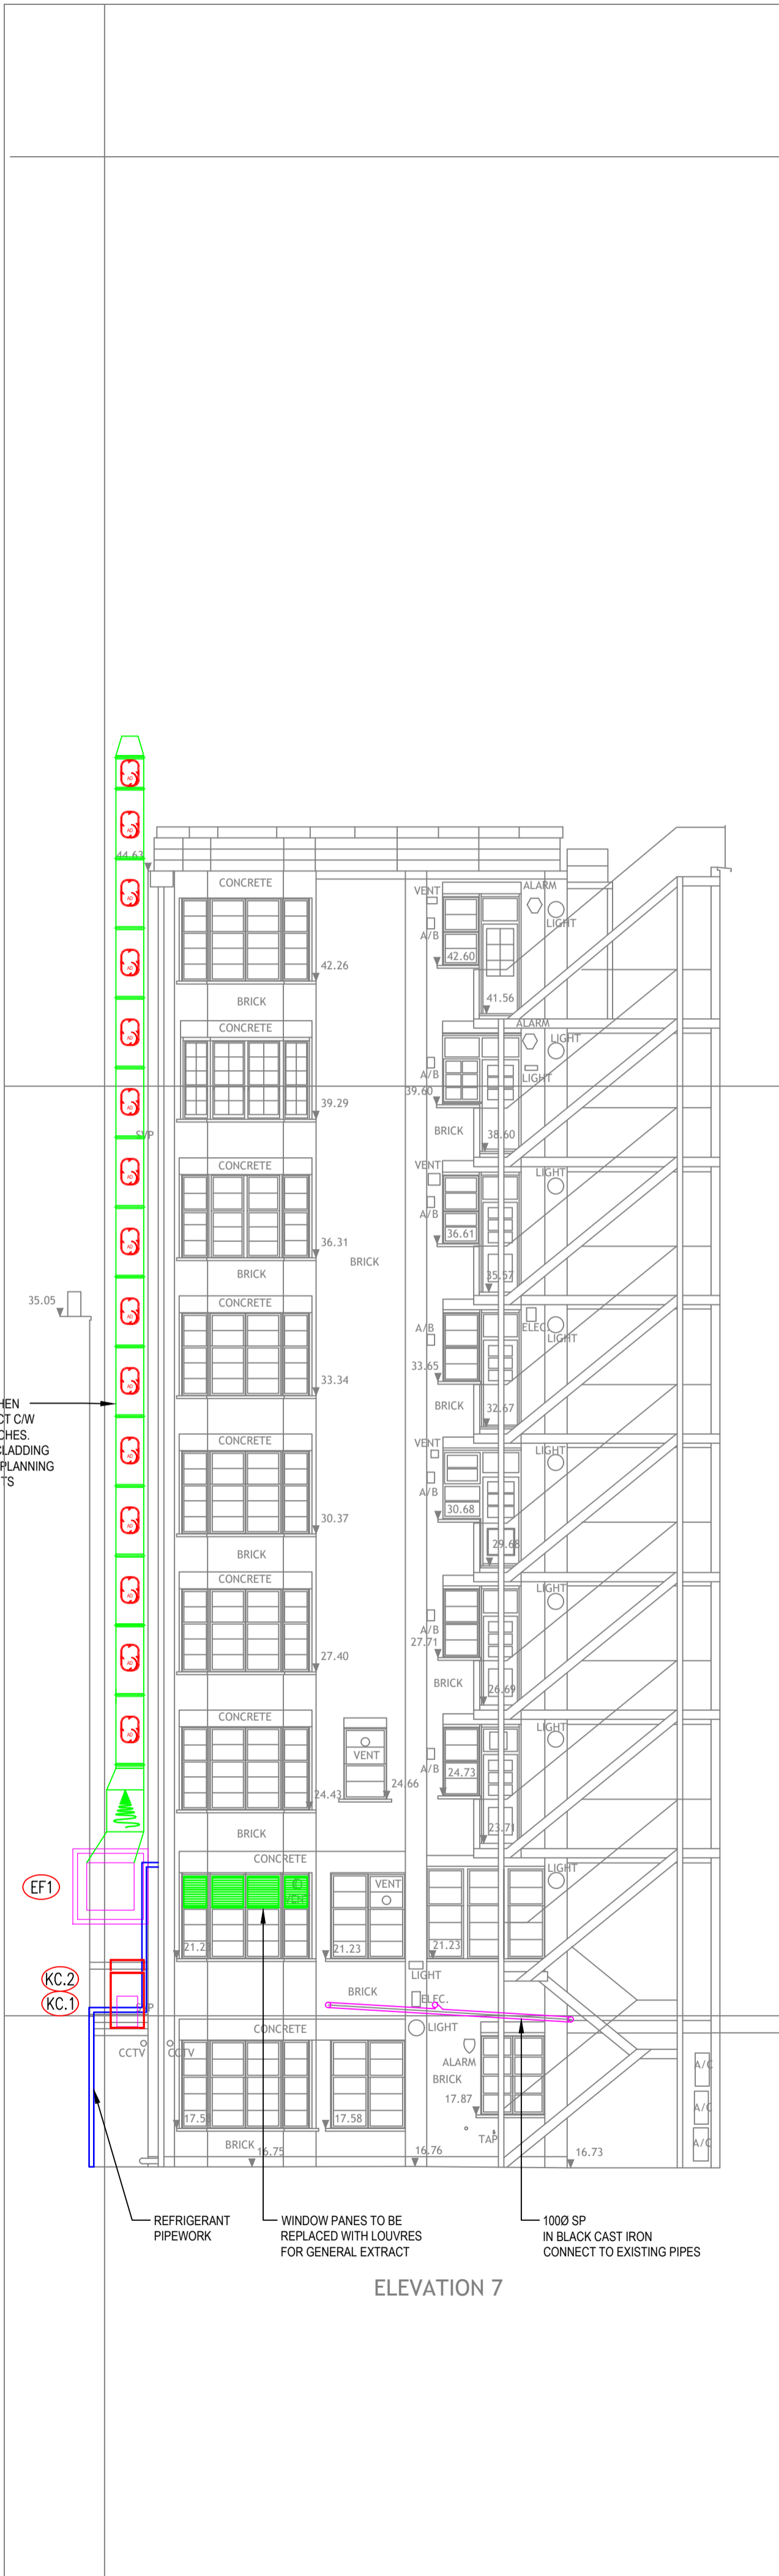 44.63
CONCRETE
VENT
ALARM
A/B
LIGHT
42.60
42.26
41.56
BRICK
CONCRETE
ALARM
LIGHT
A/B
LIGHT
39.60
39.29
SVP
BRICK
38.60
CONCRETE
VENT
LIGHT
A/B
36.61
36.31
BRICK
BRICK
35.57
35.05
CONCRETE
A/B
ELEC.
LIGHT
33.65
33.34
BRICK
32.67
HEN
CT C/W
CHES.
CLADDING
PLANNING
TS
CONCRETE
VENT
LIGHT
A/B
30.68
30.37
BRICK
CONCRETE
LIGHT
A/B
27.71
27.40
BRICK
26.69
CONCRETE
LIGHT
VENT
A/B
24.73
24.66
24.43
23.71
BRICK
CONCRETE
LIGHT
EF1
VENT
VENT
21.23
21.23
LIGHT
KC.2
KC.1
BRICK
ELEC.
CONCRETE
LIGHT
CCTV
CCTV
ALARM
BRICK
A/C
17.58
17.87
A/C
TAP
BRICK
16.75
16.76
16.73
A/C
REFRIGERANT
PIPEWORK
WINDOW PANES TO BE
REPLACED WITH LOUVRES
FOR GENERAL EXTRACT
100Ø SP
IN BLACK CAST IRON
CONNECT TO EXISTING PIPES
ELEVATION 7